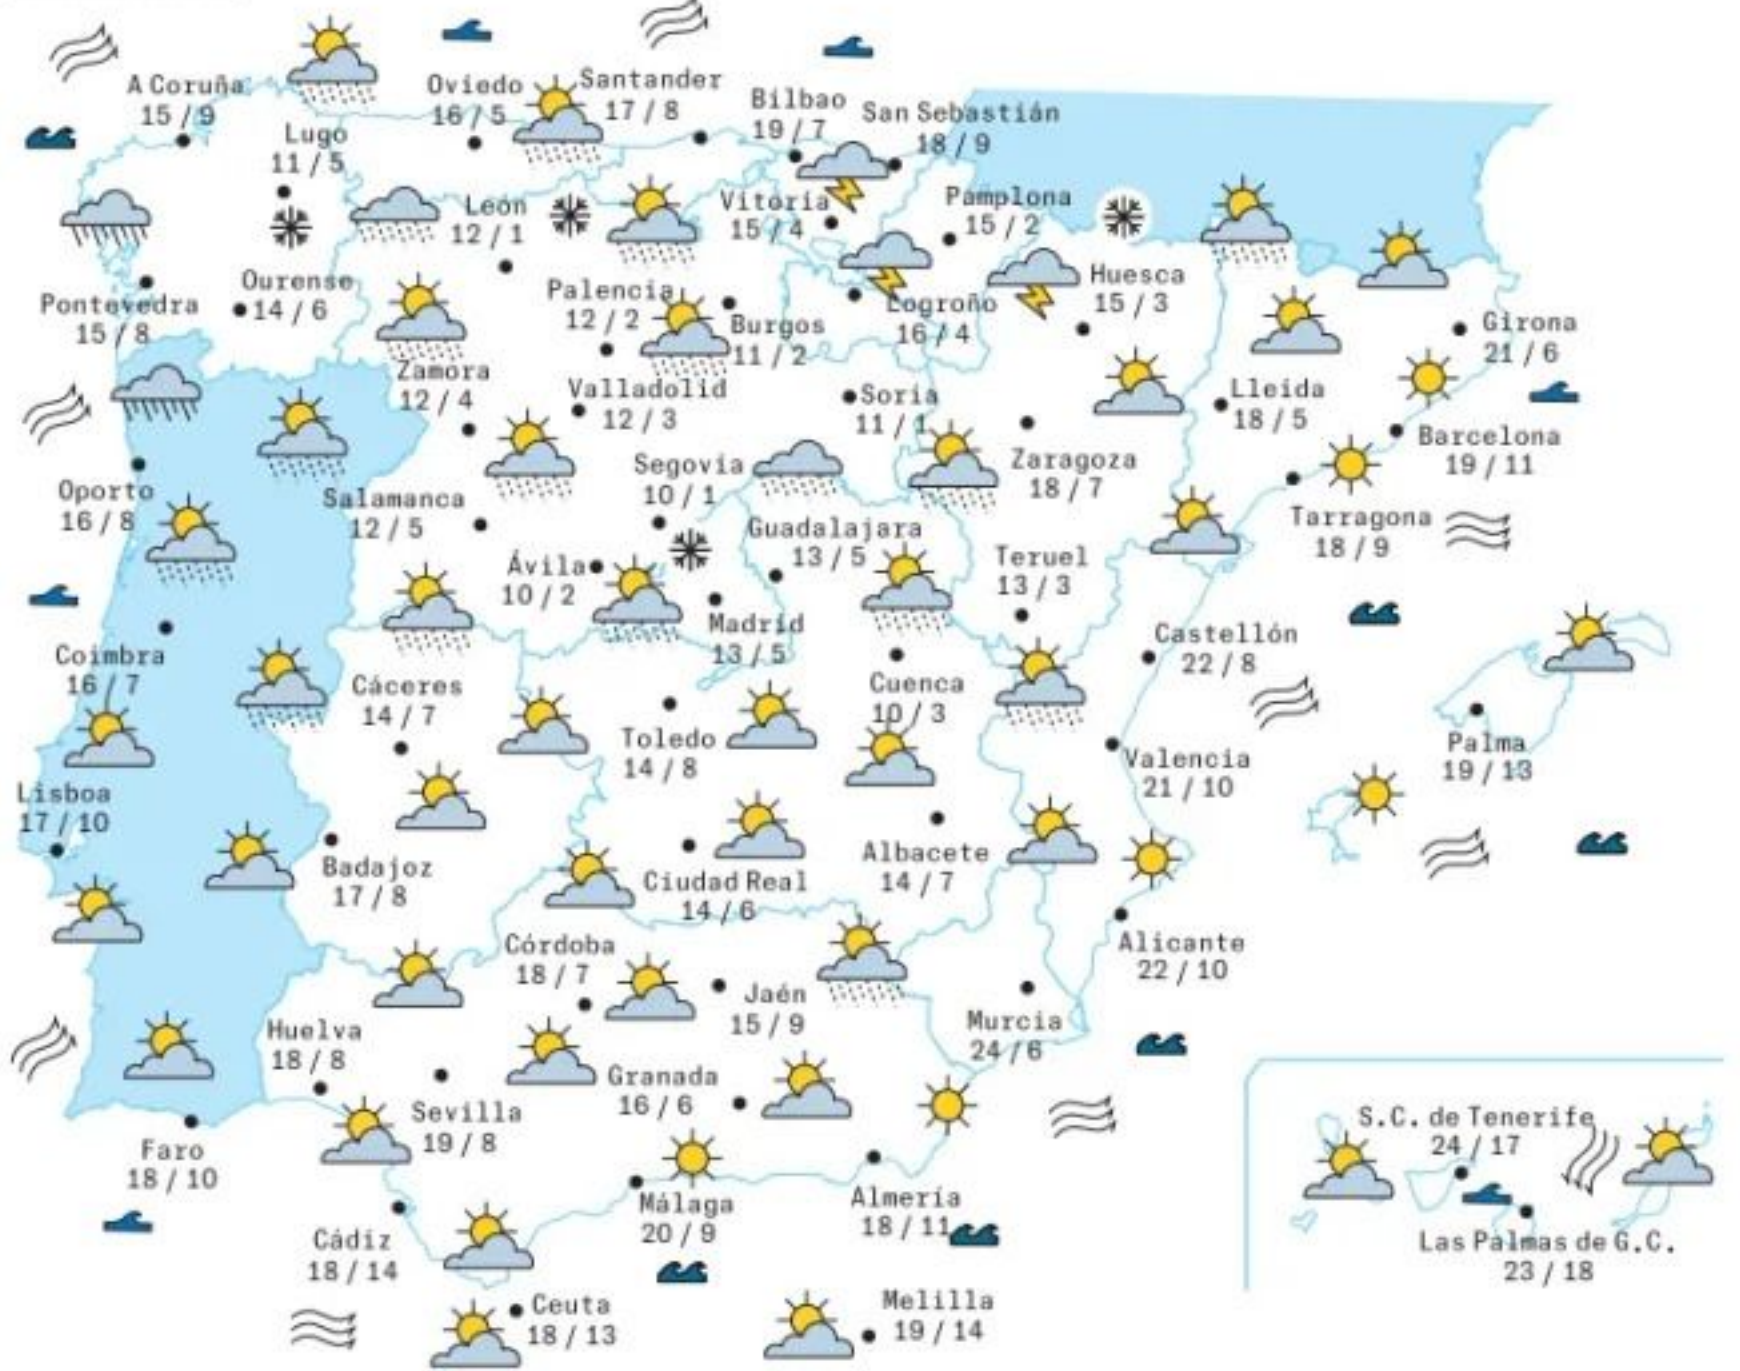 A Coruña
15 / 9
Oviedo
16 / 5
Santander
17 / 8
Bilbao
19 / 7
San Sebastián
18 / 9
Lugo
11 / 5
León
12 / 1
Vitoria
15 / 4
Pamplona
15 / 2
Pontevedra
15 / 8
Ourense
14 / 6
Palencia
12 / 2
Burgos
11 / 2
Logroño
16 / 4
Huesca
15 / 3
Girona
21 / 6
Zamora
12 / 4
Valladolid
12 / 3
Soria
11 / 1
Lleida
18 / 5
Barcelona
19 / 11
Oporto
16 / 8
Salamanca
12 / 5
Segovia
10 / 1
Zaragoza
18 / 7
Tarragona
18 / 9
Guadalajara
13 / 5
Ávila
10 / 2
Madrid
13 / 5
Teruel
13 / 3
Castellón
22 / 8
Coimbra
16 / 7
Cáceres
14 / 7
Toledo
14 / 8
Cuenca
10 / 3
Valencia
21 / 10
Palma
19 / 13
Lisboa
17 / 10
Badajoz
17 / 8
Ciudad Real
14 / 6
Albacete
14 / 7
Alicante
22 / 10
Córdoba
18 / 7
Jaén
15 / 9
Murcia
24 / 6
Huelva
18 / 8
Sevilla
19 / 8
Granada
16 / 6
Faro
18 / 10
Málaga
20 / 9
Almería
18 / 11
Cádiz
18 / 14
Ceuta
18 / 13
Melilla
19 / 14
S.C. de Tenerife
24 / 17
Las Palmas de G.C.
23 / 18